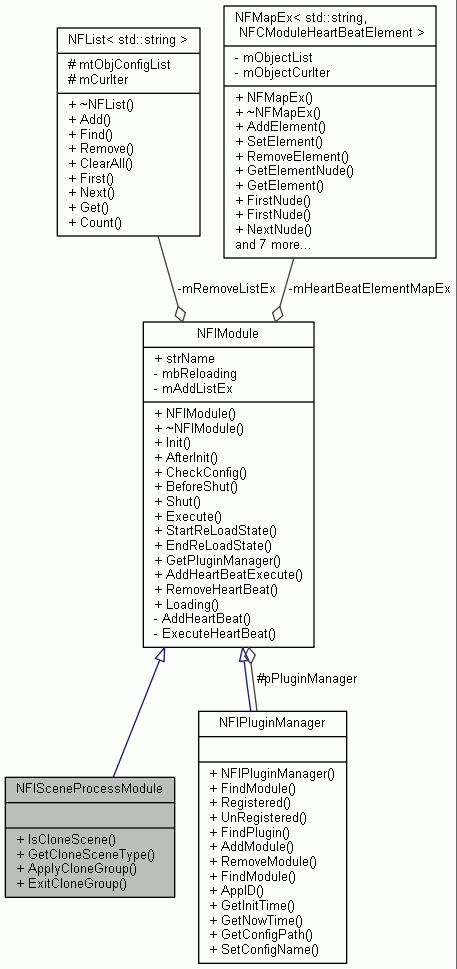 NFList< std::string >
# mtObjConfigList
# mCurIter
+ ~NFList()
+ Add()
+ Find()
+ Remove()
+ ClearAll()
+ First()
+ Next()
+ Get()
+ Count()
NFMapEx< std::string,
NFCModuleHeartBeatElement >
- mObjectList
- mObjectCurIter
+ NFMapEx()
+ ~NFMapEx()
+ AddElement()
+ SetElement()
+ RemoveElement()
+ GetElementNude()
+ GetElement()
+ FirstNude()
+ FirstNude()
+ NextNude()
and 7 more...
-mRemoveListEx
-mHeartBeatElementMapEx
NFIModule
+ strName
- mbReloading
- mAddListEx
+ NFIModule()
+ ~NFIModule()
+ Init()
+ AfterInit()
+ CheckConfig()
+ BeforeShut()
+ Shut()
+ Execute()
+ StartReLoadState()
+ EndReLoadState()
+ GetPluginManager()
+ AddHeartBeatExecute()
+ RemoveHeartBeat()
+ Loading()
- AddHeartBeat()
- ExecuteHeartBeat()
#pPluginManager
NFISceneProcessModule
+ IsCloneScene()
+ GetCloneSceneType()
+ ApplyCloneGroup()
+ ExitCloneGroup()
NFIPluginManager
+ NFIPluginManager()
+ FindModule()
+ Registered()
+ UnRegistered()
+ FindPlugin()
+ AddModule()
+ RemoveModule()
+ FindModule()
+ AppID()
+ GetInitTime()
+ GetNowTime()
+ GetConfigPath()
+ SetConfigName()